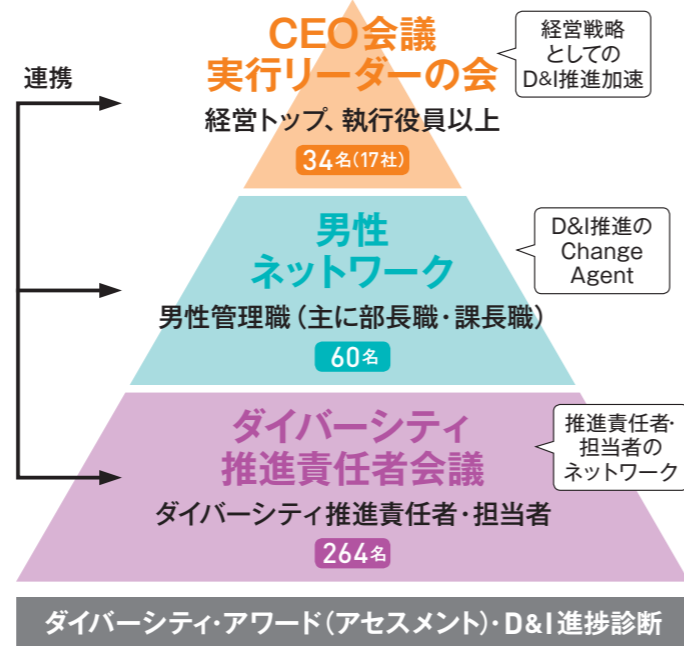 CEO会議
実行リーダーの会
経営トップ、執行役員以上
34名(17社)
経営戦略
としての
D&I推進加速
連携
男性
ネットワーク
男性管理職(主に部長職・課長職)
60名
D&I推進の
Change
Agent
ダイバーシティ
推進責任者会議
ダイバーシティ推進責任者・担当者
264名
推進責任者・
担当者の
ネットワーク
ダイバーシティ・アワード(アセスメント)・D&I進捗診断